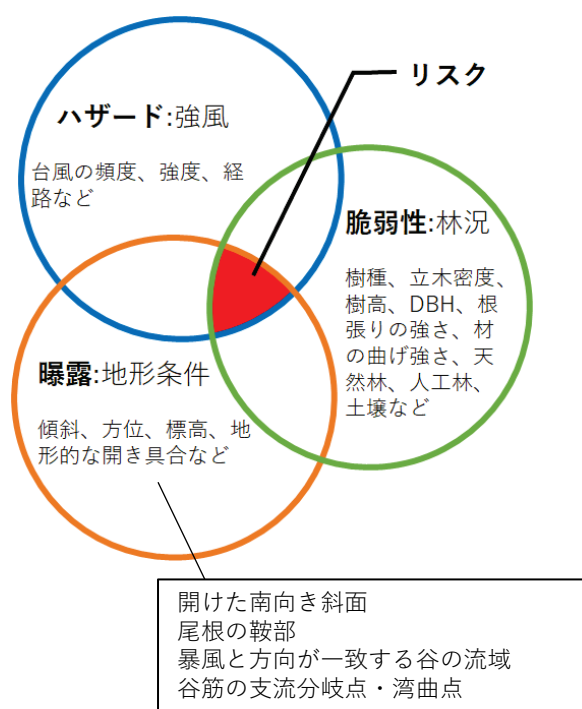 リスク
ハザード:強風
台風の頻度、強度、経
路など
脆弱性:林況
樹種、立木密度、
樹高、DBH、根
張りの強さ、材
の曲げ強さ、天
然林、人工林、
土壌など
曝露:地形条件
傾斜、方位、標高、地
形的な開き具合など
開けた南向き斜面
尾根の鞍部
暴風と方向が一致する谷の流域
谷筋の支流分岐点・湾曲点